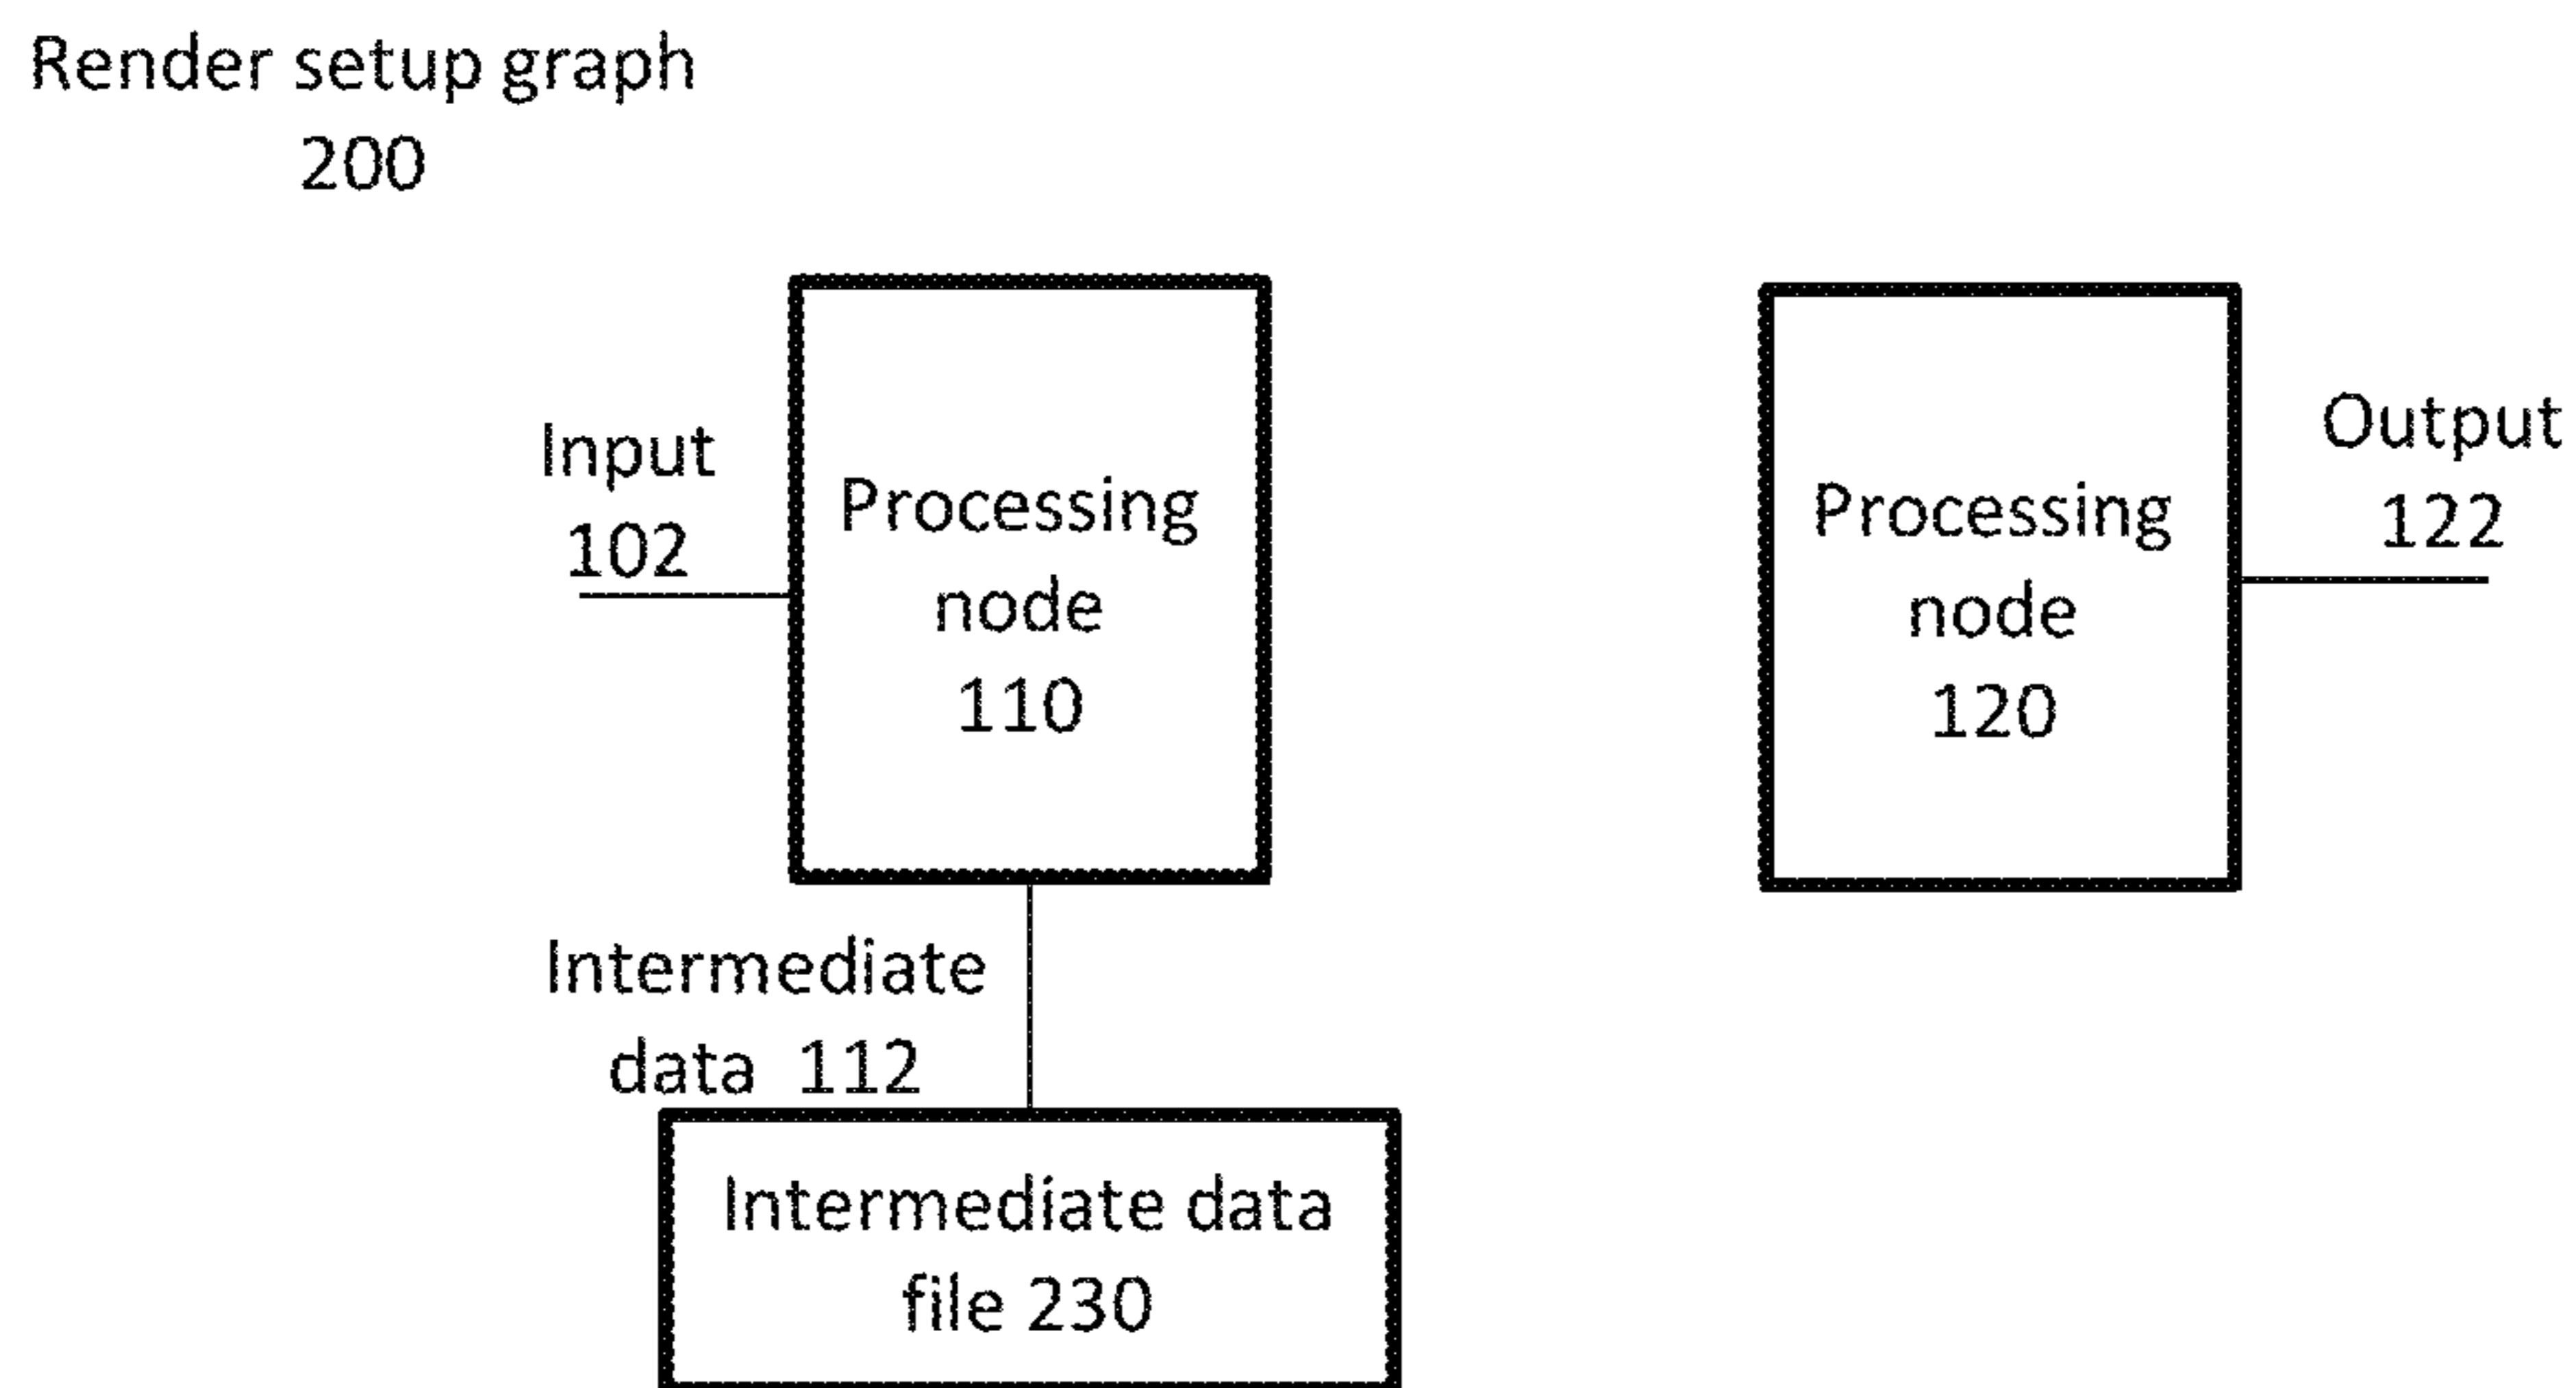 Render setup graph
200
Input
102
Processing
node
110
Processing
node
120
Output
122
Intermediate
data 112
Intermediate data
file 230